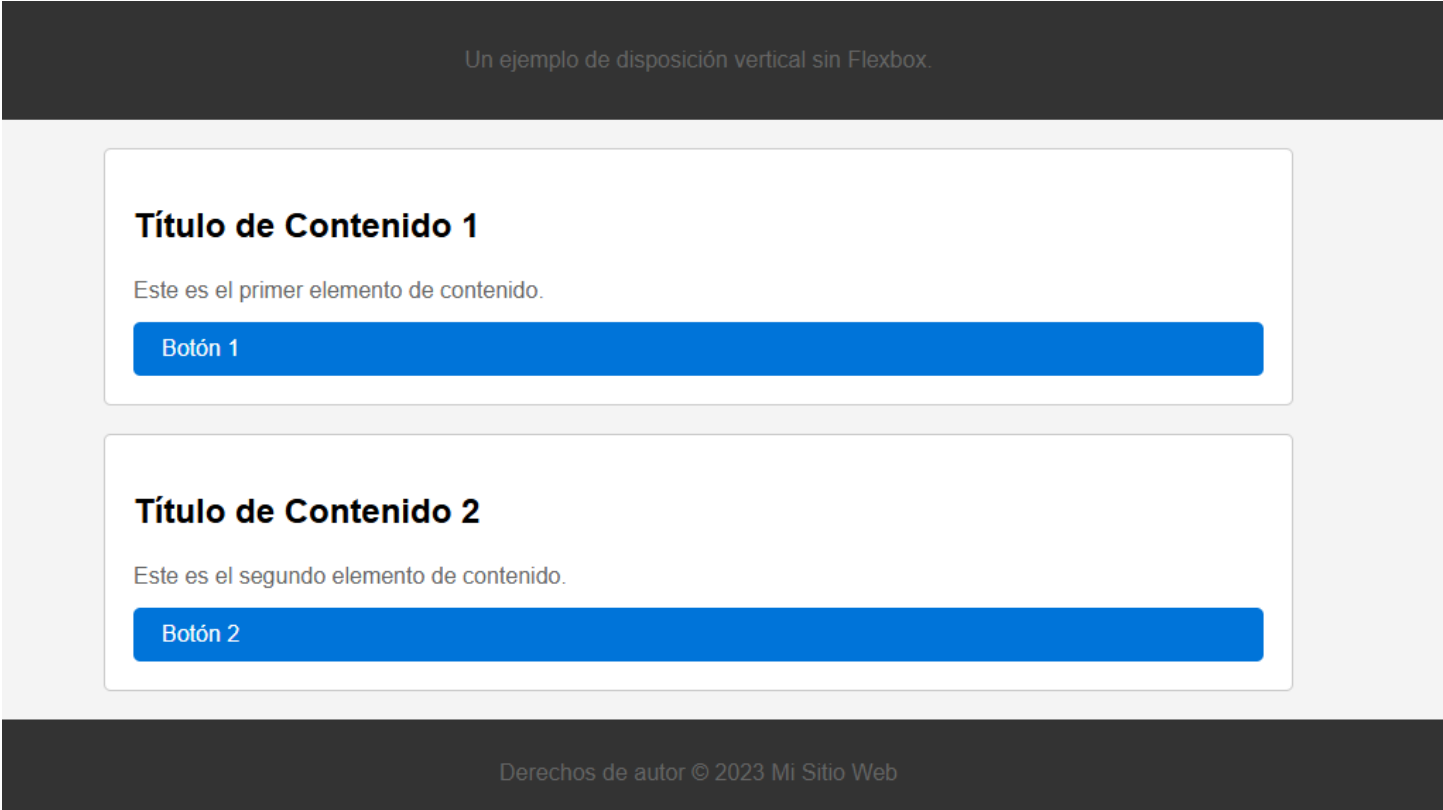 Un ejemplo de disposición vertical sin Flexbox.
Título de Contenido 1
Este es el primer elemento de contenido.
Botón 1
Título de Contenido 2
Este es el segundo elemento de contenido.
Botón 2
Derechos de autor © 2023 Mi Sitio Web